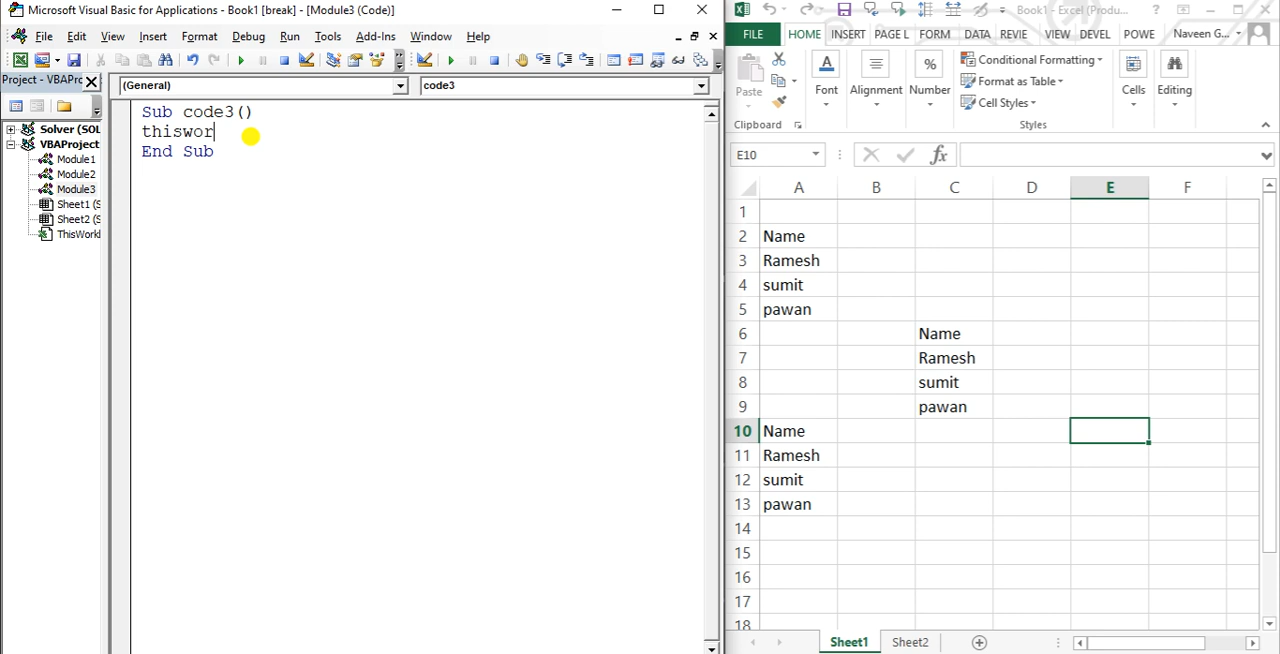 Microsoft Visual Basic for Applications - Book1 [break] - [Module3 (Code)]
File Edit View Insert Format Debug Run Tools Add-Ins Window Help
Project - VBAProj
(General) code3
Solver (SOL
VBAProject
Module1
Module2
Module3
Sheet1 (S
Sheet2 (S
ThisWork
Sub code3()
thiswor
End Sub
Book1 - Excel (Produ... ?
FILE HOME INSERT PAGE L FORM DATA REVIE VIEW DEVEL POWE Naveen G...
Paste
Clipboard
Font
Alignment
%
Number
Conditional Formatting
Format as Table
Cell Styles
Styles
Cells
Editing
E10 fx
A B C D E F
1
2 Name
3 Ramesh
4 sumit
5 pawan
6 Name
7 Ramesh
8 sumit
9 pawan
10 Name
11 Ramesh
12 sumit
13 pawan
14
15
16
17
18
Sheet1 Sheet2